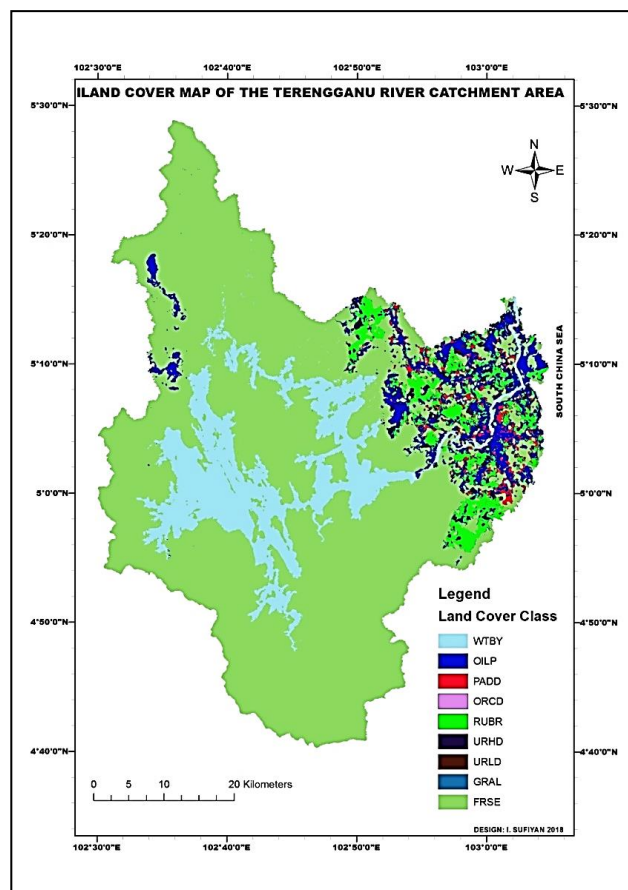 102°30'0"E 102°40'0"E 102°50'0"E 103°0'0"E
ILAND COVER MAP OF THE TERENGGANU RIVER CATCHMENT AREA
5°30'0"N 5°30'0"N
N
W E
S
5°20'0"N 5°20'0"N
5°10'0"N 5°10'0"N
SOUTH CHINA SEA
5°0'0"N 5°0'0"N
Legend
Land Cover Class
4°50'0"N 4°50'0"N
WTBY
OILP
PADD
ORCD
RUBR
4°40'0"N 4°40'0"N
URHD
URLD
GRAL
FRSE
0 5 10 20 Kilometers
DESIGN: I. SUFIYAN 2018
102°30'0"E 102°40'0"E 102°50'0"E 103°0'0"E